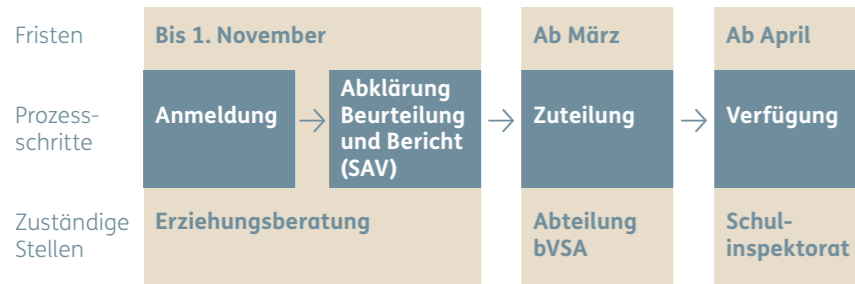 Fristen
Bis 1. November
Ab März
Ab April
Prozess-
schritte
Anmeldung
Abklärung
Beurteilung
und Bericht
(SAV)
Zuteilung
Verfügung
Zuständige
Stellen
Erziehungsberatung
Abteilung
bVSA
Schul-
inspektorat